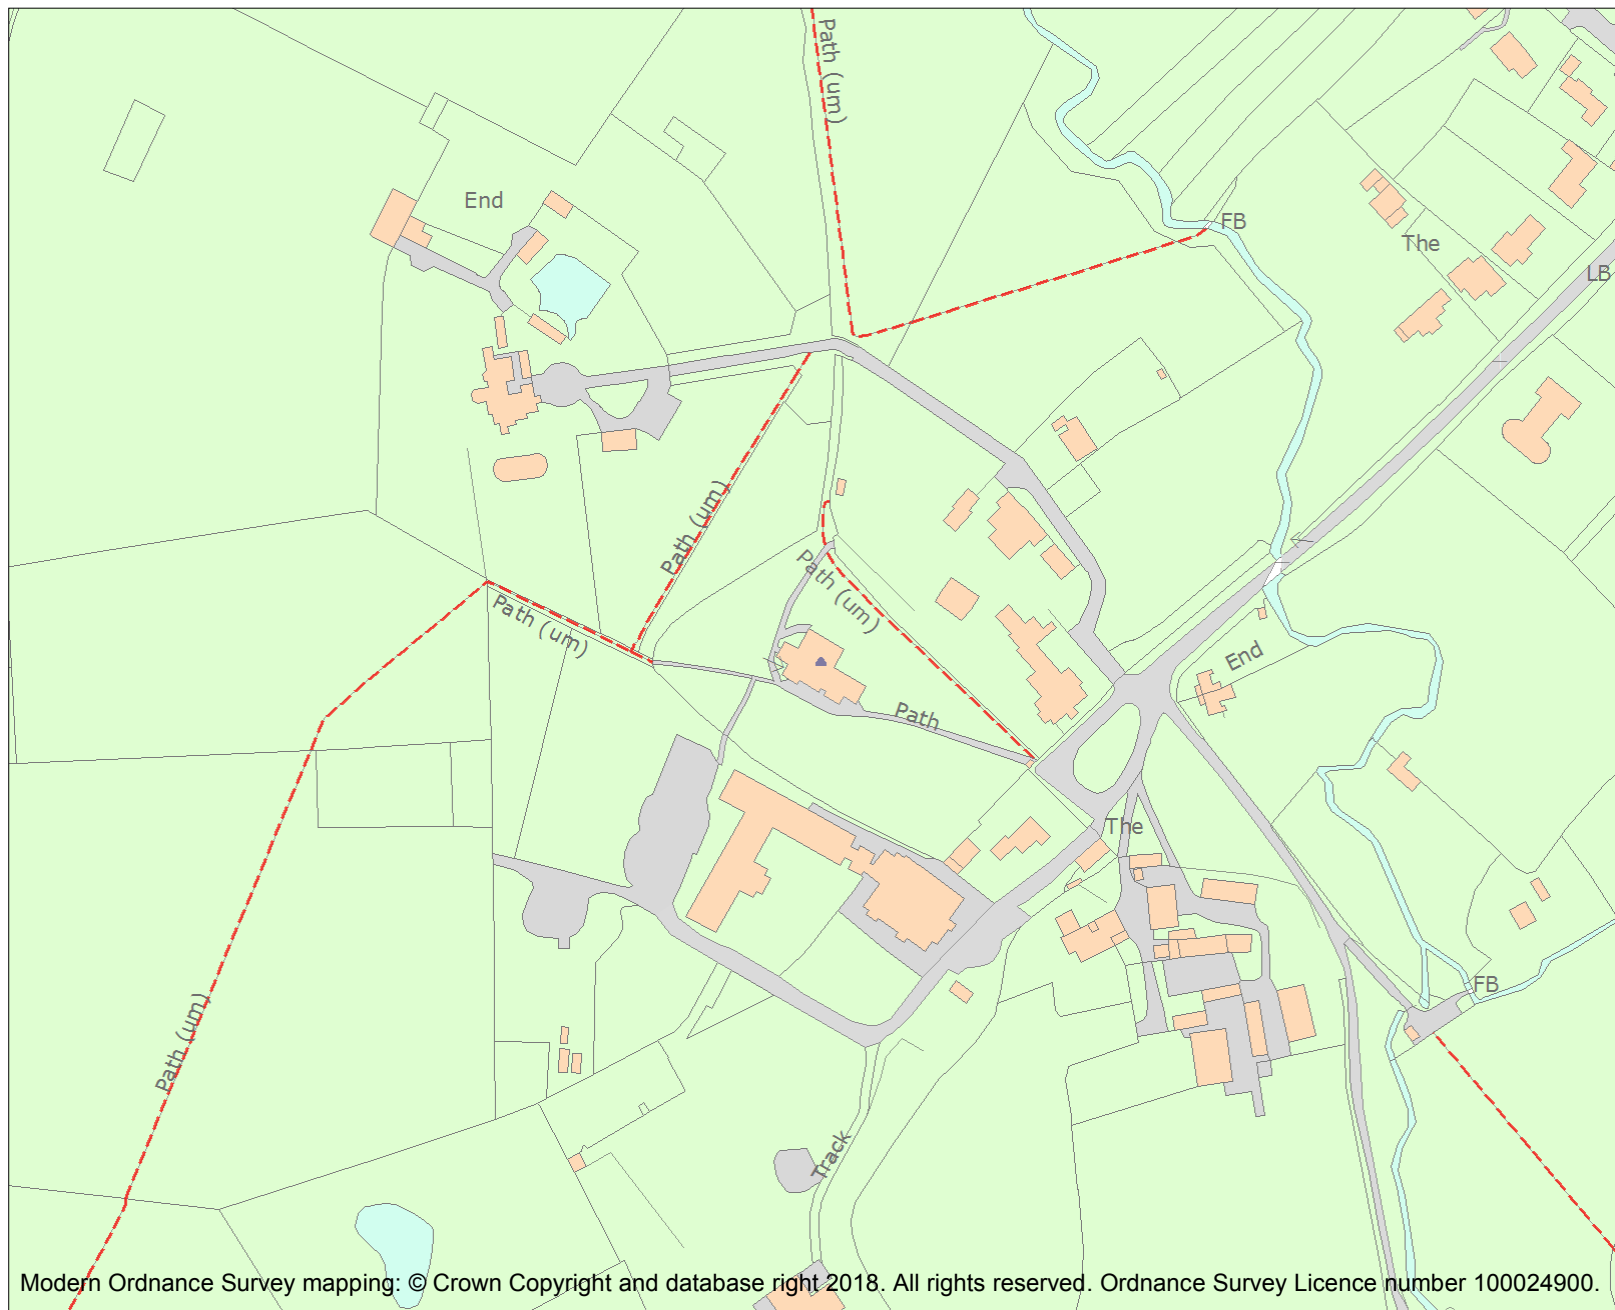 Path (um)
End
FB
The
LB
Path (um)
Path (um)
Path (um)
End
Path
The
FB
Path (um)
Track
Modern Ordnance Survey mapping: © Crown Copyright and database right 2018. All rights reserved. Ordnance Survey Licence number 100024900.